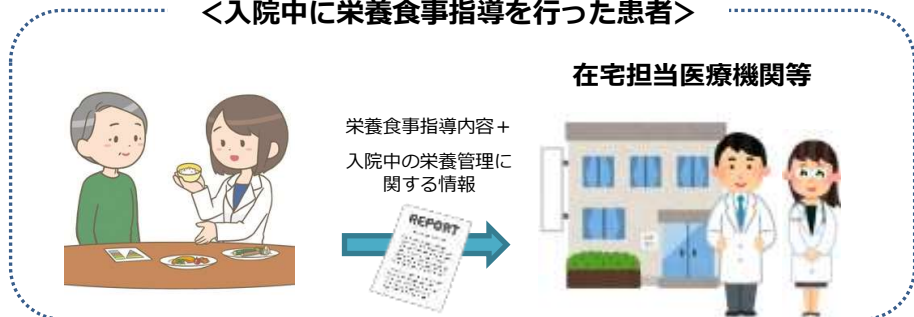 ＜入院中に栄養食事指導を行った患者＞
在宅担当医療機関等
栄養食事指導内容＋
入院中の栄養管理に
関する情報
REPORT